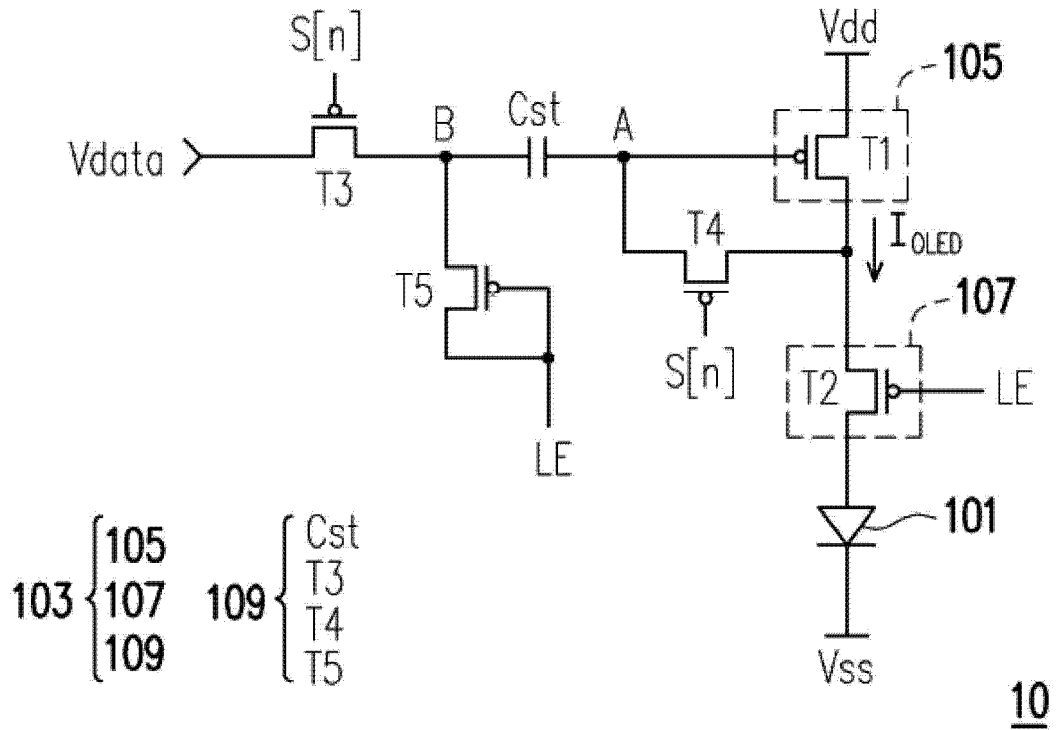 S[n]
Vdd
105
B
Cst
A
Vdata
T1
T3
T4
I OLED
T5
107
S[n]
T2
LE
LE
101
103 { 105 107 109
109 { Cst T3 T4 T5
Vss
10